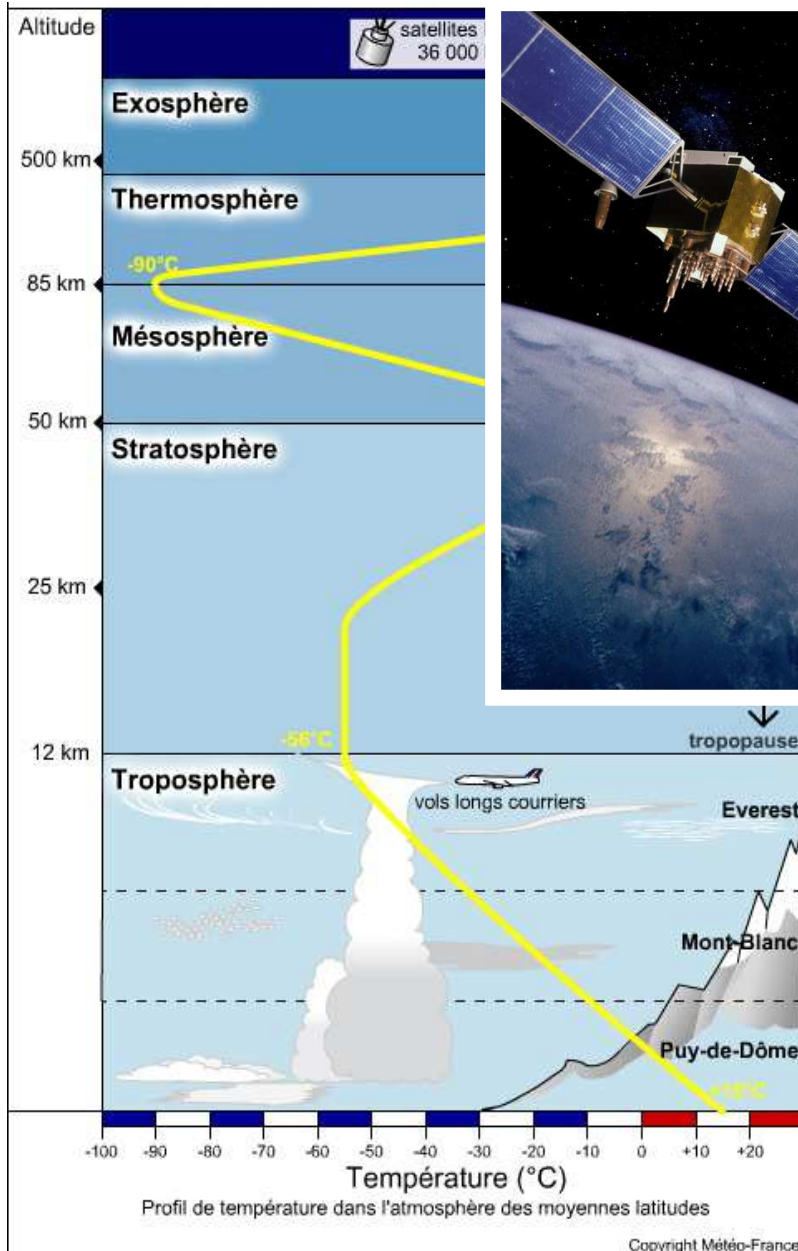 Altitude
satellites
36 000
Exosphère
500 km
Thermosphère
-90°C
85 km
Mésosphère
50 km
Stratosphère
25 km
-56°C
12 km
tropopause
Troposphère
vols longs courriers
Everest
Mont-Blanc
Puy-de-Dôme
+15°C
-100 -90 -80 -70 -60 -50 -40 -30 -20 -10 0 +10 +20
Température (°C)
Profil de température dans l'atmosphère des moyennes latitudes
Copyright Météo-France